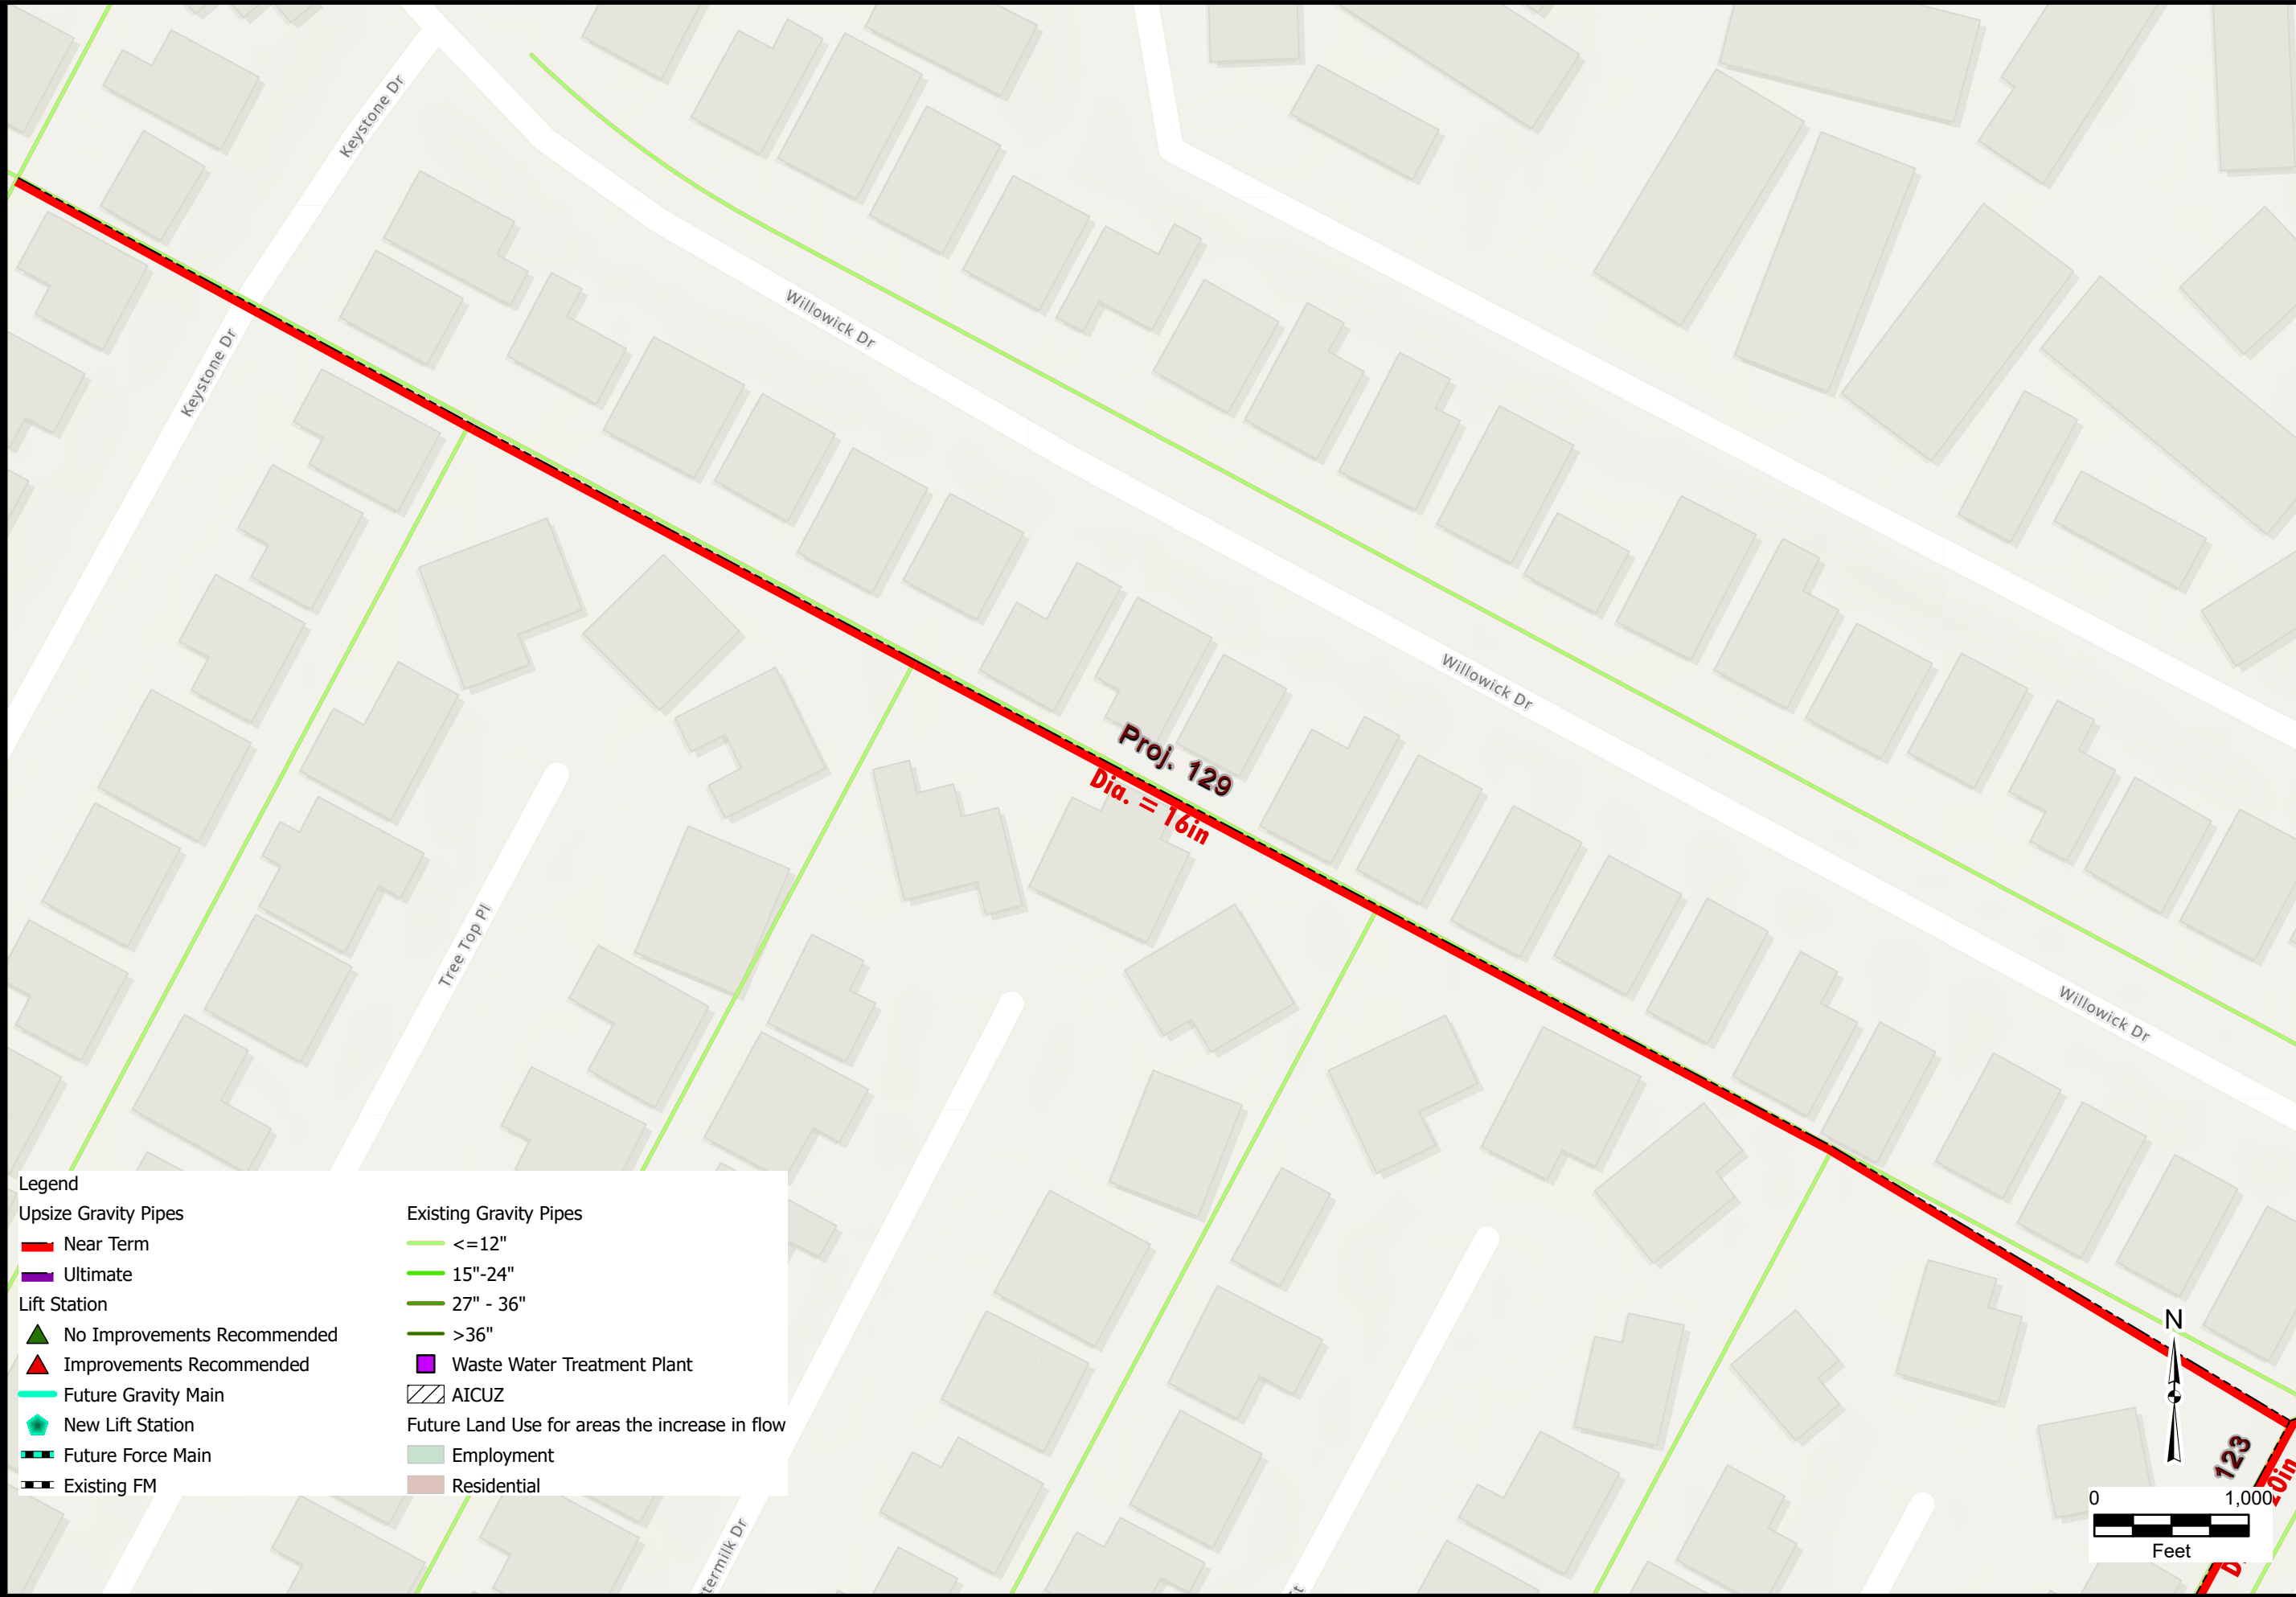 Keystone Dr
Keystone Dr
Willowick Dr
Willowick Dr
Willowick Dr
Proj. 129
Dia. = 16in
Tree Top Pl
N
123
0 1,000
Feet
Legend
Upsize Gravity Pipes
Near Term
Ultimate
Lift Station
No Improvements Recommended
Improvements Recommended
Future Gravity Main
New Lift Station
Future Force Main
Existing FM
Existing Gravity Pipes
<=12"
15"-24"
27" - 36"
>36"
Waste Water Treatment Plant
AICUZ
Future Land Use for areas the increase in flow
Employment
Residential